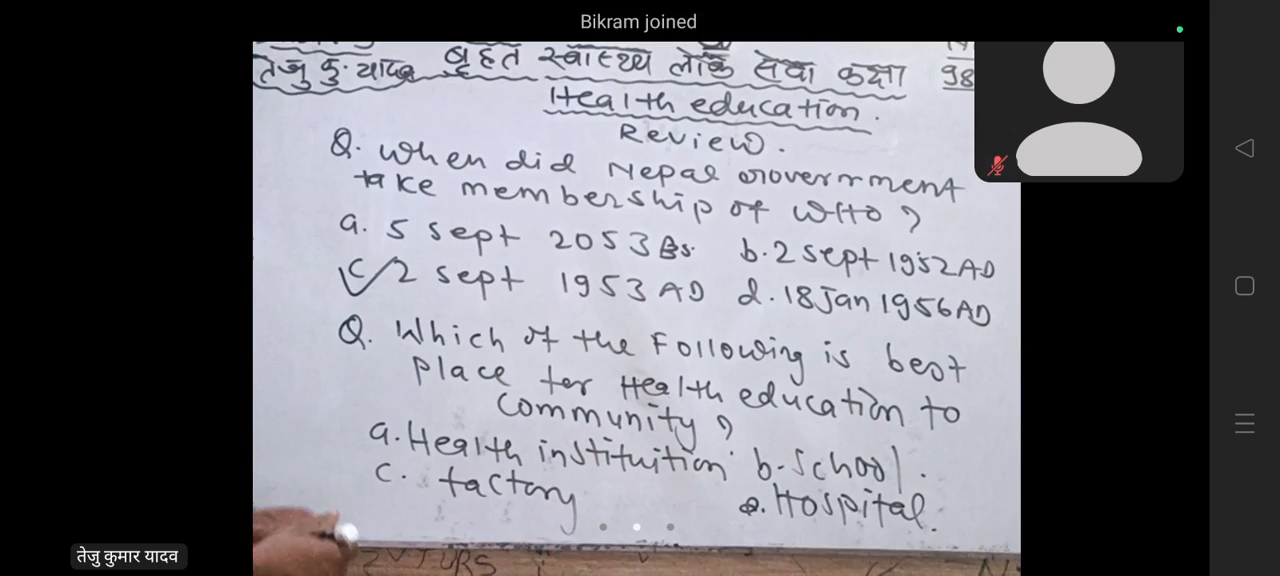 Bikram joined
तेजु कु. यादव बृहत स्वास्थ्य लोक सेवा कक्षा 98
Health education.
Review.
Q. When did Nepal Government
take membership of WHO ?
a. 5 sept 2053 BS. b. 2 sept 1952 AD
c 2 sept 1953 AD d. 18 Jan 1956 AD
Q. Which of the Following is best
place for Health education to
community ?
a. Health instituition b. School.
c. factory d. Hospital.
तेजु कुमार यादव